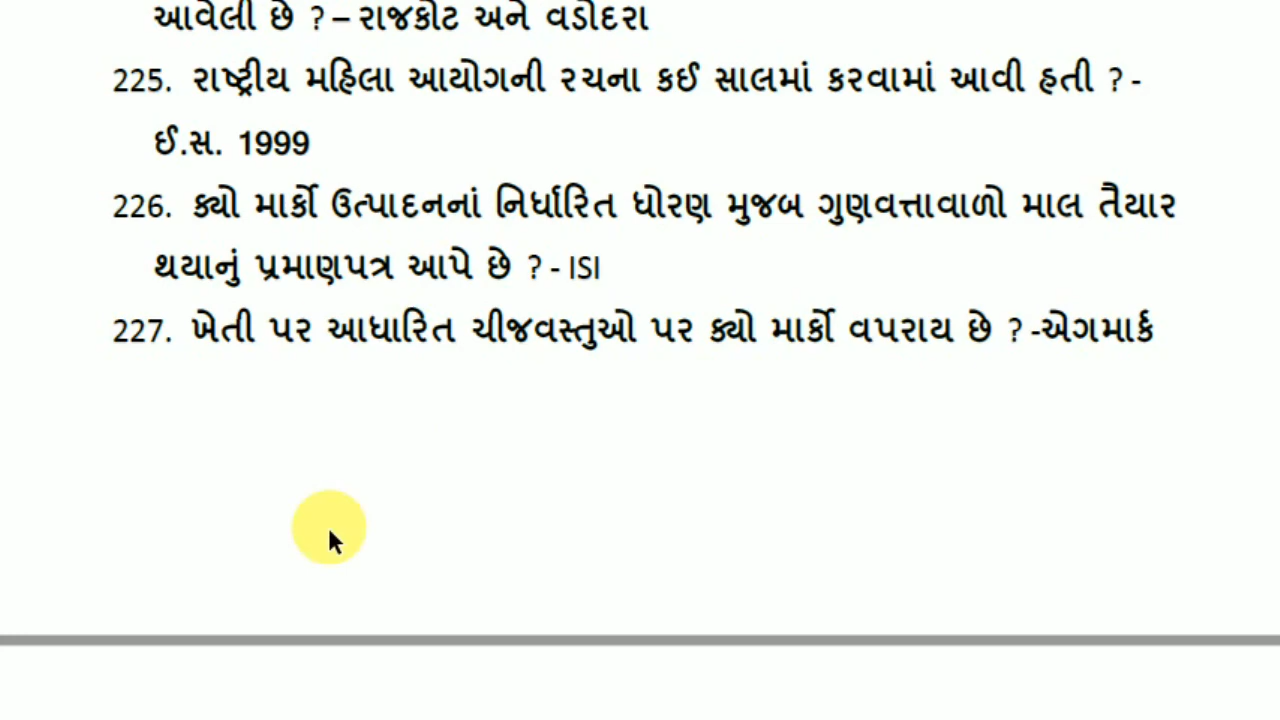 આવેલી છે ? – રાજકોટ અને વડોદરા
225. રાષ્ટ્રીય મહિલા આયોગની રચના કઈ સાલમાં કરવામાં આવી હતી ? -
ઈ.સ. 1999
226. ક્યો માર્કો ઉત્પાદનનાં નિર્ધારિત ધોરણ મુજબ ગુણવત્તાવાળો માલ તૈયાર
થયાનું પ્રમાણપત્ર આપે છે ? - ISI
227. ખેતી પર આધારિત ચીજવસ્તુઓ પર ક્યો માર્કો વપરાય છે ? -એગમાર્ક